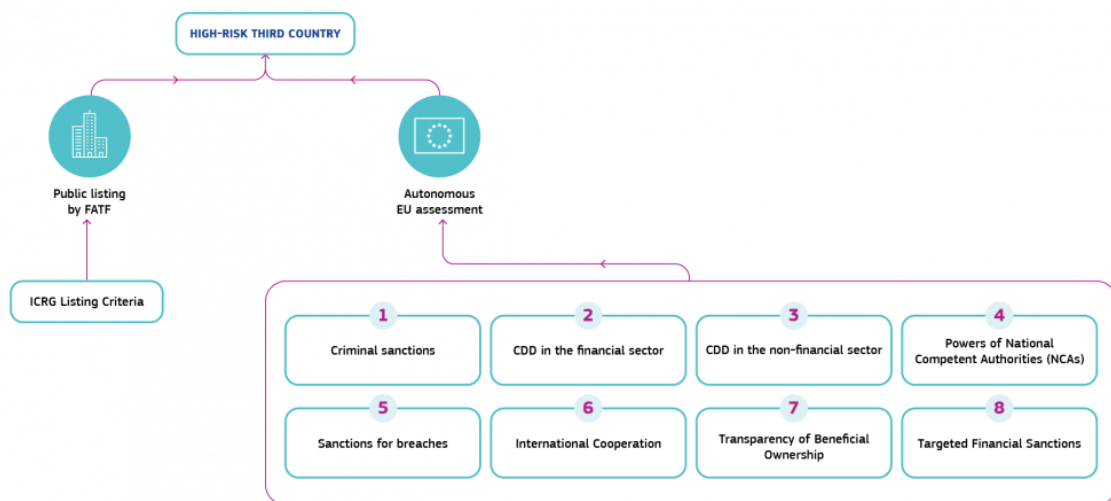 HIGH-RISK THIRD COUNTRY
Public listing
by FATF
Autonomous
EU assessment
ICRG Listing Criteria
1
Criminal sanctions
2
CDD in the financial sector
3
CDD in the non-financial sector
4
Powers of National
Competent Authorities (NCAs)
5
Sanctions for breaches
6
International Cooperation
7
Transparency of Beneficial
Ownership
8
Targeted Financial Sanctions